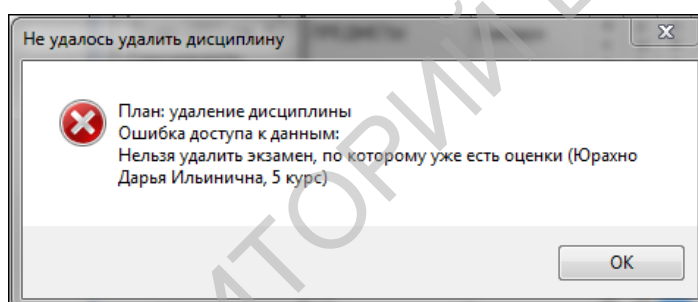 Не удалось удалить дисциплину
План: удаление дисциплины
Ошибка доступа к данным:
Нельзя удалить экзамен, по которому уже есть оценки (Юрахно
Дарья Ильинична, 5 курс)
OK